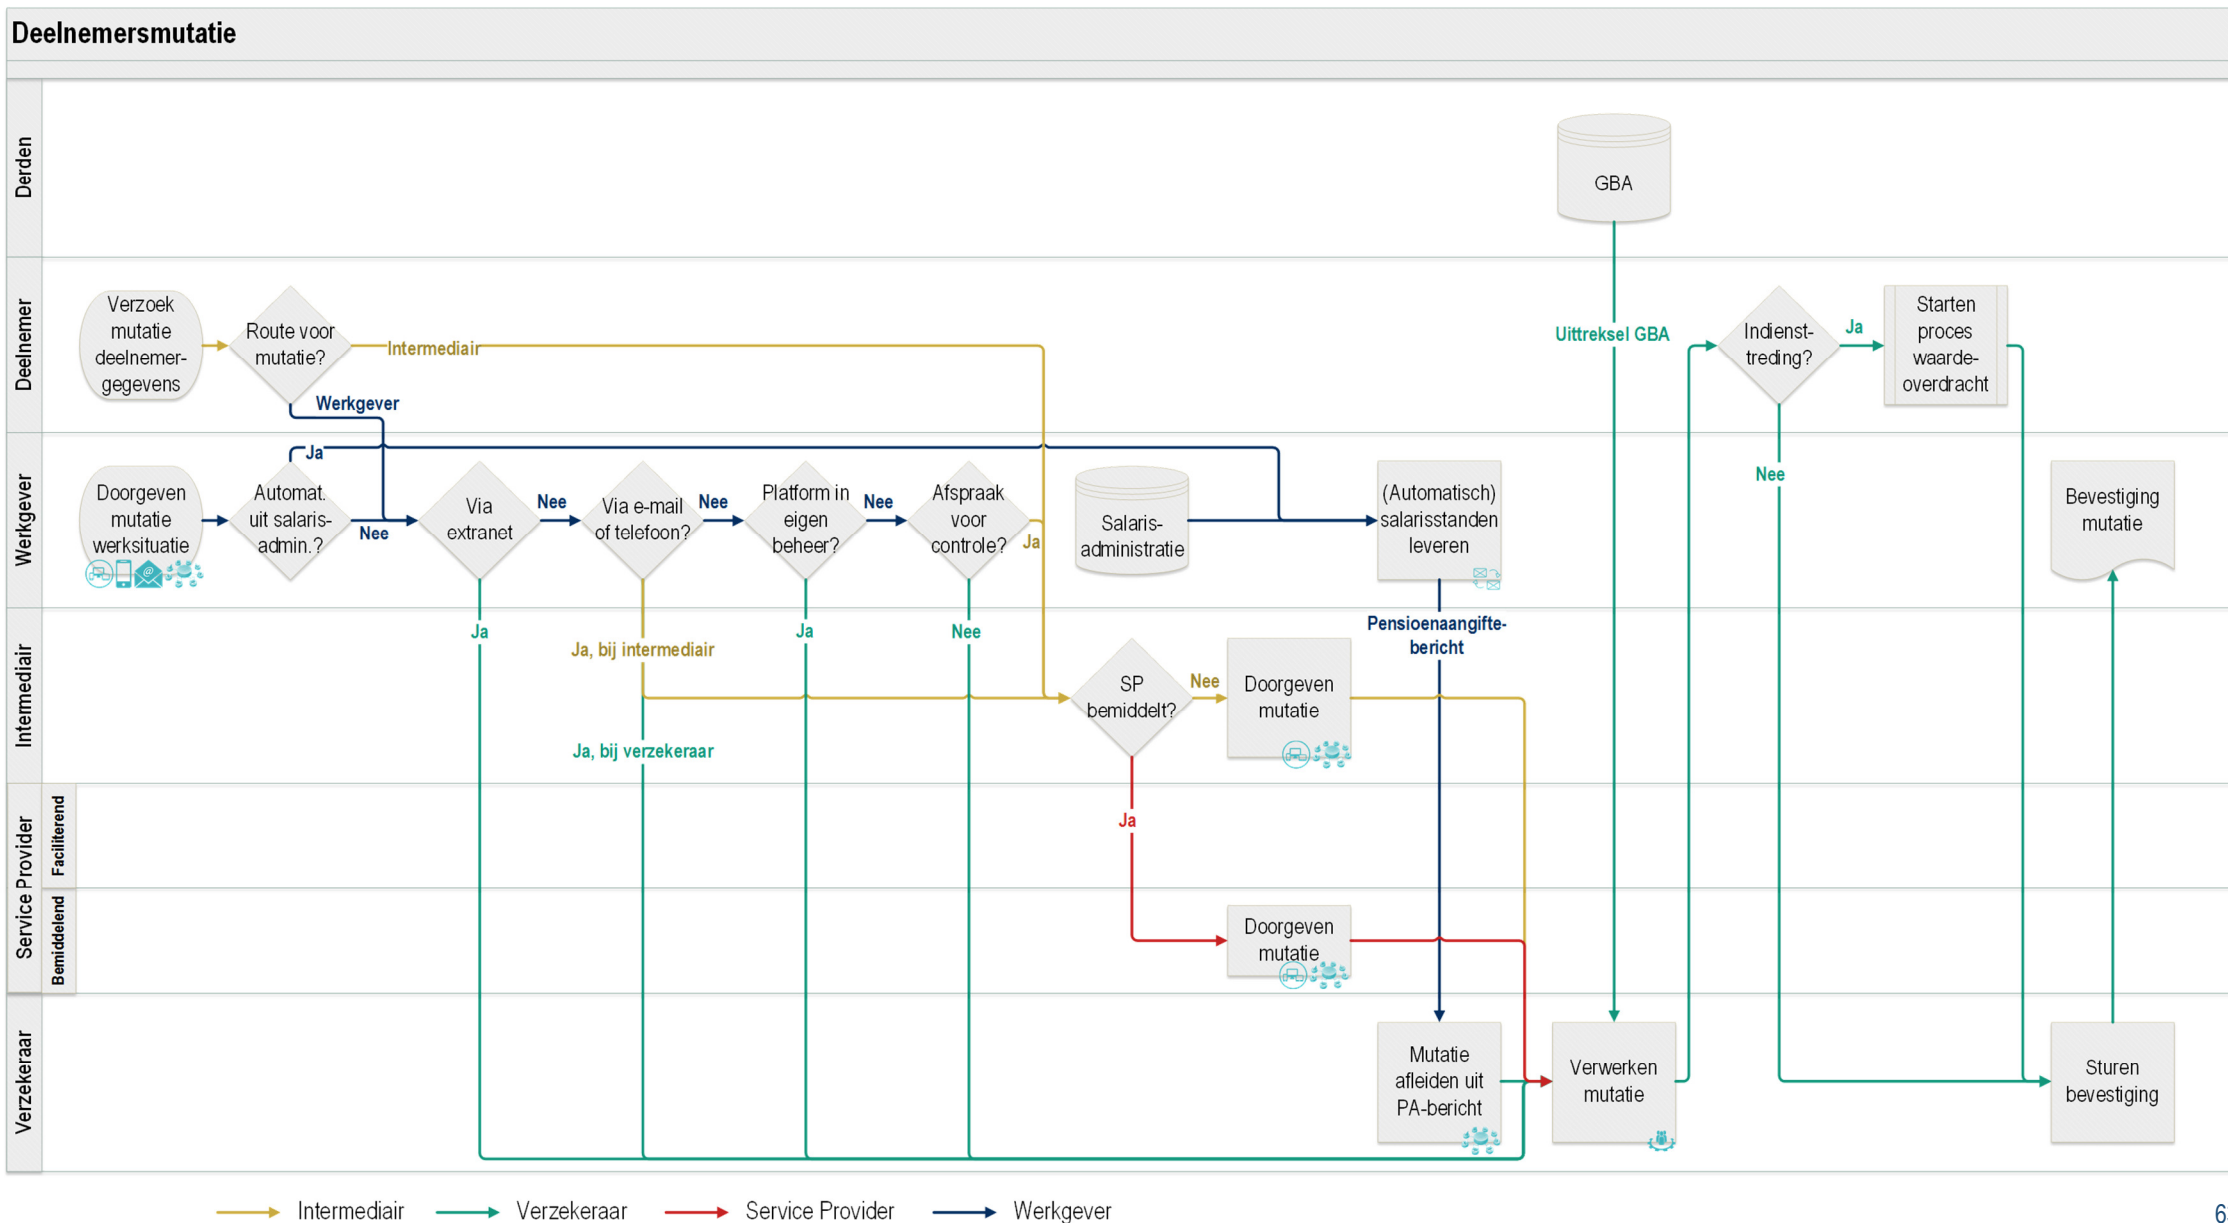 Deelnemersmutatie
Derden
GBA
Uittreksel GBA
Deelnemer
Verzoek
mutatie
deelnemer-
gegevens
Route voor
mutatie?
Intermediair
Werkgever
Indienst-
treding?
Ja
Nee
Starten
proces
waarde-
overdracht
Werkgever
Doorgeven
mutatie
werksituatie
Automat.
uit salaris-
admin.?
Ja
Nee
Via
extranet
Nee
Ja
Via e-mail
of telefoon?
Nee
Ja, bij intermediair
Ja, bij verzekeraar
Platform in
eigen
beheer?
Nee
Ja
Afspraak
voor
controle?
Ja
Nee
Salaris-
administratie
(Automatisch)
salarisstanden
leveren
Pensioenaangifte-
bericht
Bevestiging
mutatie
Intermediair
SP
bemiddelt?
Nee
Ja
Doorgeven
mutatie
Service Provider
Faciliterend
Bemiddelend
Doorgeven
mutatie
Verzekeraar
Mutatie
afleiden uit
PA-bericht
Verwerken
mutatie
Sturen
bevestiging
Intermediair
Verzekeraar
Service Provider
Werkgever